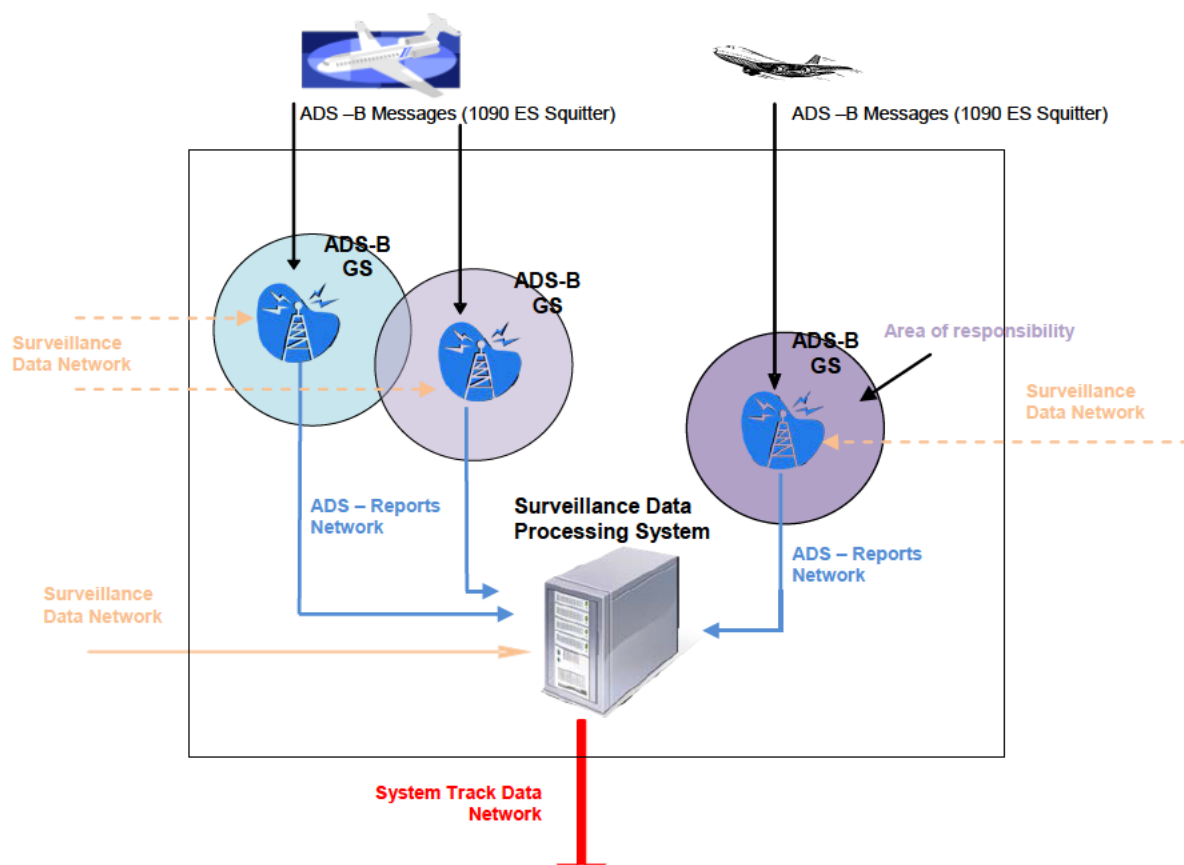 ADS –B Messages (1090 ES Squitter)
ADS –B Messages (1090 ES Squitter)
ADS-B
GS
ADS-B
GS
Surveillance
Data Network
Area of responsibility
ADS-B
GS
Surveillance
Data Network
ADS – Reports
Network
Surveillance Data
Processing System
ADS – Reports
Network
Surveillance
Data Network
System Track Data
Network